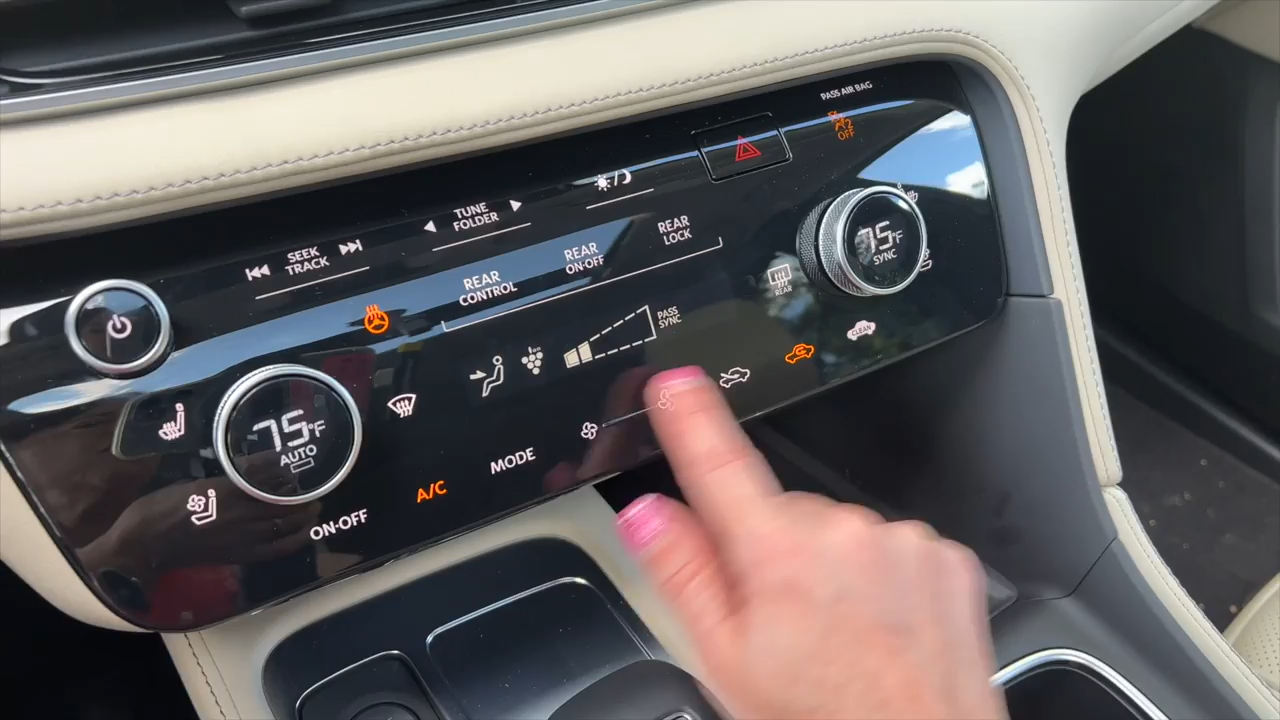 PASS AIR BAG
2
OFF
SEEK
TRACK
TUNE
FOLDER
REAR
CONTROL
REAR
ON·OFF
REAR
LOCK
75°F
SYNC
REAR
PASS
SYNC
CLEAN
75°F
AUTO
MODE
A/C
ON·OFF